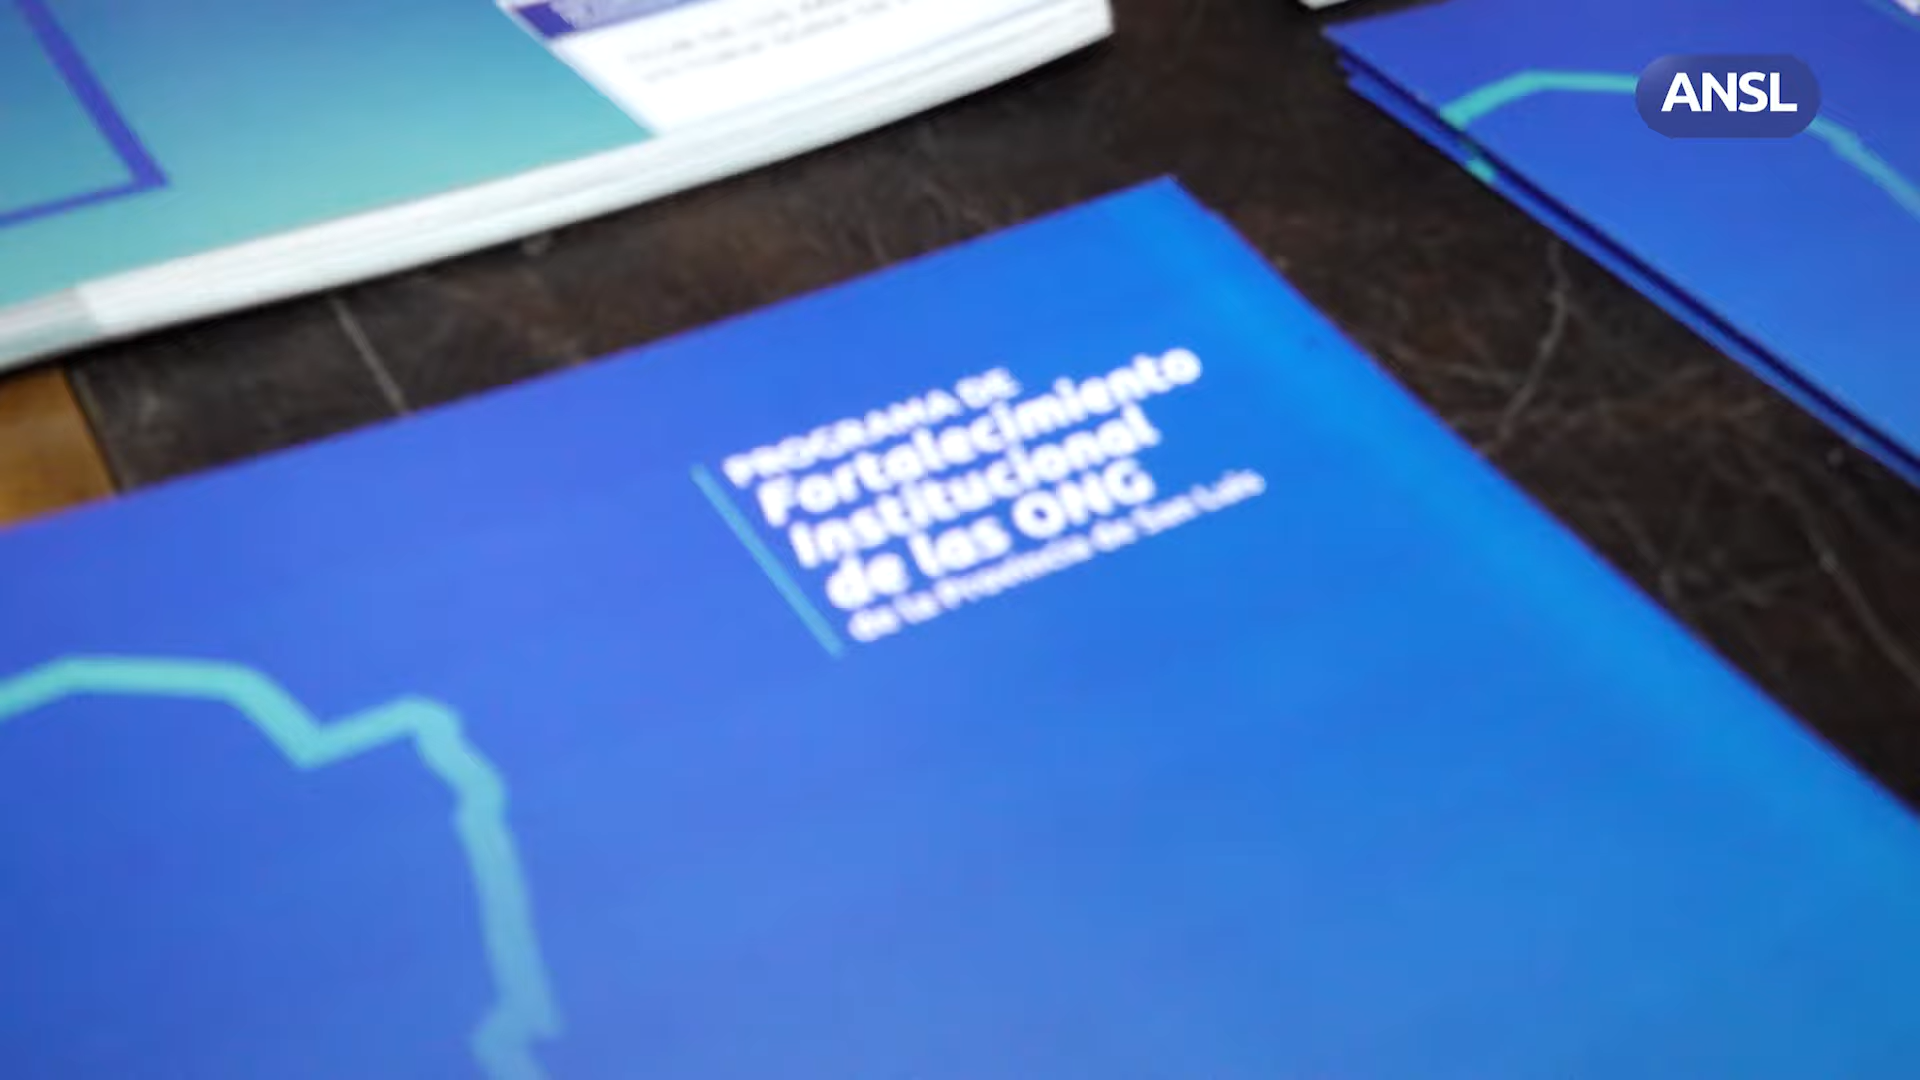 ANSL
PROGRAMA DE
Fortalecimiento
Institucional
de las ONG
de la Provincia de San Luis